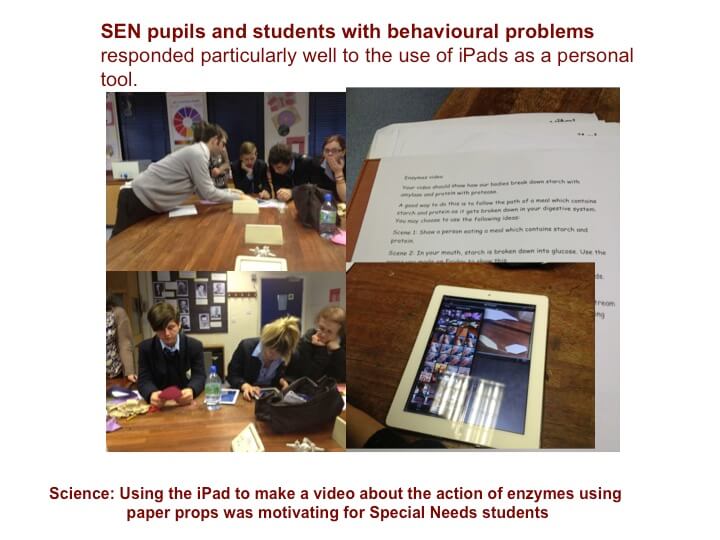 SEN pupils and students with behavioural problems
responded particularly well to the use of iPads as a personal
tool.
Enzymes video
Your video should show how our bodies break down starch with
amylase and protein with protease.
A good way to do this is to follow the path of a meal which contains
starch and protein as it gets broken down in your digestive system.
You may choose to use the following ideas:
Scene 1: Show a person eating a meal which contains starch and
protein.
Scene 2: In your mouth, starch is broken down into glucose. Use the
Science: Using the iPad to make a video about the action of enzymes using
paper props was motivating for Special Needs students